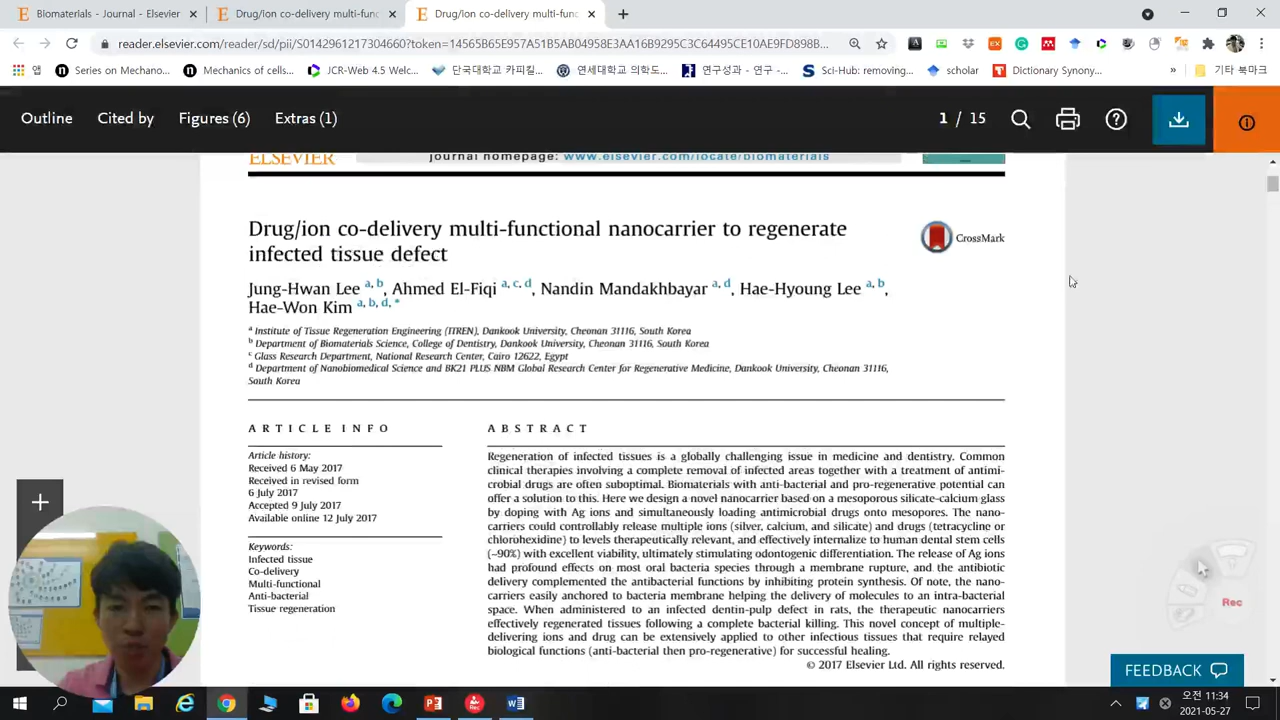 Biomaterials - Journal - Elsevier
Drug/ion co-delivery multi-funct
Drug/ion co-delivery multi-funct
reader.elsevier.com/reader/sd/pii/
앱
Series on Mechano...
Mechanics of cells...
JCR-Web 4.5 Welc...
단국대학교 카피킬...
연세대학교 의학도...
연구성과 - 연구 -...
Sci-Hub: removing...
scholar
Dictionary Synony...
»
기타 북마크
Outline
Cited by
Figures (6)
Extras (1)
1 / 15
ELSEVIER
journal homepage: www.elsevier.com/locate/biomaterials
Drug/ion co-delivery multi-functional nanocarrier to regenerate
infected tissue defect
CrossMark
Jung-Hwan Lee a, b, Ahmed El-Fiqi a, c, d, Nandin Mandakhbayar a, d, Hae-Hyoung Lee a, b,
Hae-Won Kim a, b, d, *
a Institute of Tissue Regeneration Engineering (ITREN), Dankook University, Cheonan 31116, South Korea
b Department of Biomaterials Science, College of Dentistry, Dankook University, Cheonan 31116, South Korea
c Glass Research Department, National Research Center, Cairo 12622, Egypt
d Department of Nanobiomedical Science and BK21 PLUS NBM Global Research Center for Regenerative Medicine, Dankook University, Cheonan 31116,
South Korea
ARTICLE INFO
Article history:
Received 6 May 2017
Received in revised form
6 July 2017
Accepted 9 July 2017
Available online 12 July 2017
Keywords:
Infected tissue
Co-delivery
Multi-functional
Anti-bacterial
Tissue regeneration
ABSTRACT
Regeneration of infected tissues is a globally challenging issue in medicine and dentistry. Common
clinical therapies involving a complete removal of infected areas together with a treatment of antimi-
crobial drugs are often suboptimal. Biomaterials with anti-bacterial and pro-regenerative potential can
offer a solution to this. Here we design a novel nanocarrier based on a mesoporous silicate-calcium glass
by doping with Ag ions and simultaneously loading antimicrobial drugs onto mesopores. The nano-
carriers could controllably release multiple ions (silver, calcium, and silicate) and drugs (tetracycline or
chlorohexidine) to levels therapeutically relevant, and effectively internalize to human dental stem cells
(~90%) with excellent viability, ultimately stimulating odontogenic differentiation. The release of Ag ions
had profound effects on most oral bacteria species through a membrane rupture, and the antibiotic
delivery complemented the antibacterial functions by inhibiting protein synthesis. Of note, the nano-
carriers easily anchored to bacteria membrane helping the delivery of molecules to an intra-bacterial
space. When administered to an infected dentin-pulp defect in rats, the therapeutic nanocarriers
effectively regenerated tissues following a complete bacterial killing. This novel concept of multiple-
delivering ions and drug can be extensively applied to other infectious tissues that require relayed
biological functions (anti-bacterial then pro-regenerative) for successful healing.
© 2017 Elsevier Ltd. All rights reserved.
Rec
FEEDBACK
오전 11:34
2021-05-27